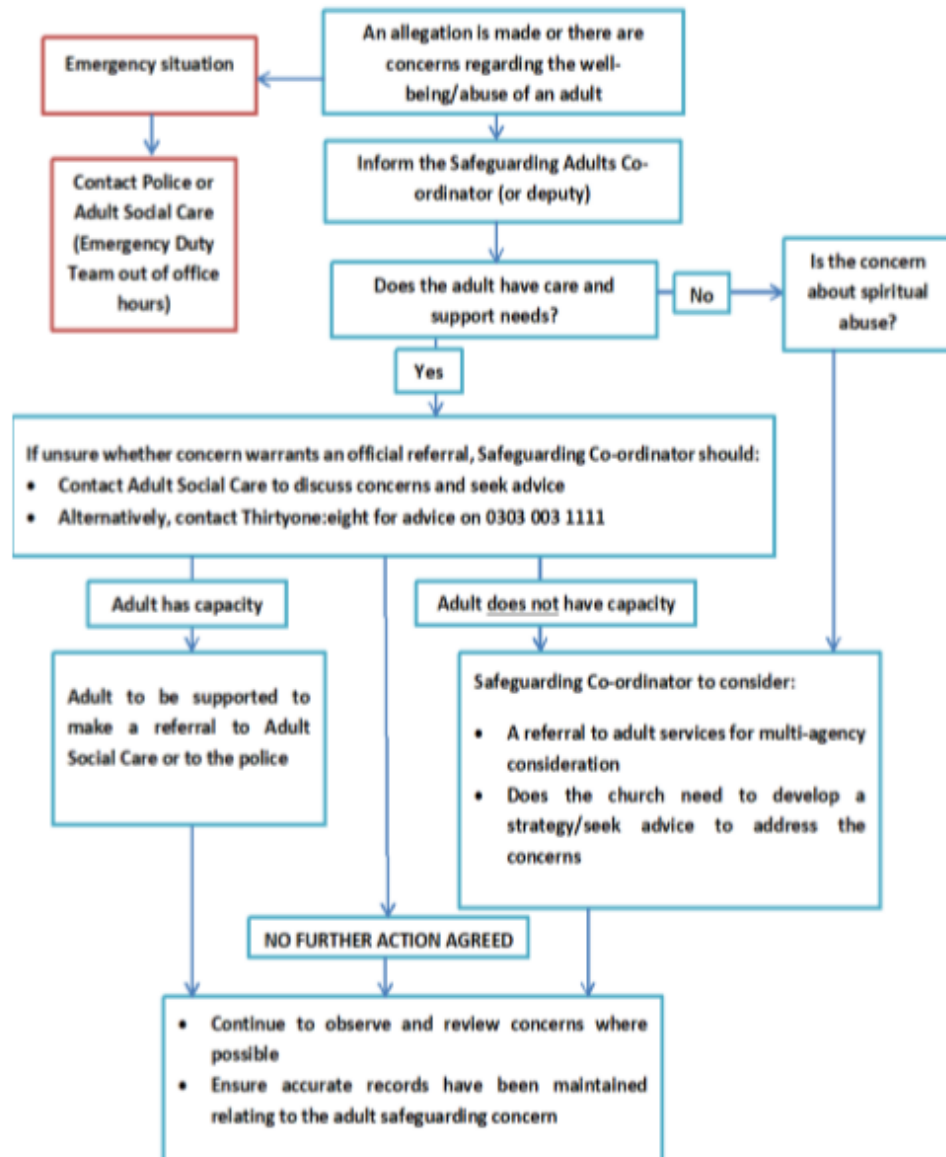 An allegation is made or there are
concerns regarding the well-
being/abuse of an adult
Emergency situation
Contact Police or
Adult Social Care
(Emergency Duty
Team out of office
hours)
Inform the Safeguarding Adults Co-
ordinator (or deputy)
Does the adult have care and
support needs?
No
Is the concern
about spiritual
abuse?
Yes
If unsure whether concern warrants an official referral, Safeguarding Co-ordinator should:
• Contact Adult Social Care to discuss concerns and seek advice
• Alternatively, contact Thirtyone:eight for advice on 0303 003 1111
Adult has capacity
Adult does not have capacity
Adult to be supported to
make a referral to Adult
Social Care or to the police
Safeguarding Co-ordinator to consider:
• A referral to adult services for multi-agency
consideration
• Does the church need to develop a
strategy/seek advice to address the
concerns
NO FURTHER ACTION AGREED
• Continue to observe and review concerns where
possible
• Ensure accurate records have been maintained
relating to the adult safeguarding concern